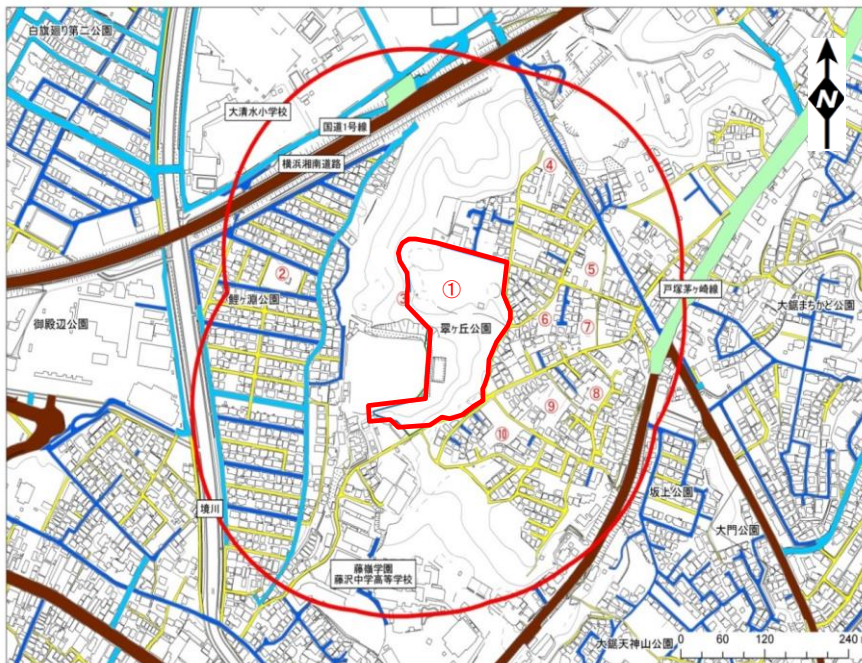 白旗廻り第二公園
大清水小学校
国道1号線
横浜湘南道路
N
④
②
鯉ヶ淵公園
①
③
⑤
戸塚茅ヶ崎線
大鋸まちかど公園
御殿辺公園
翠ヶ丘公園
⑥
⑦
⑧
⑨
⑩
坂上公園
境川
大門公園
藤嶺学園
藤沢中学高等学校
大鋸天神山公園
0 60 120 240